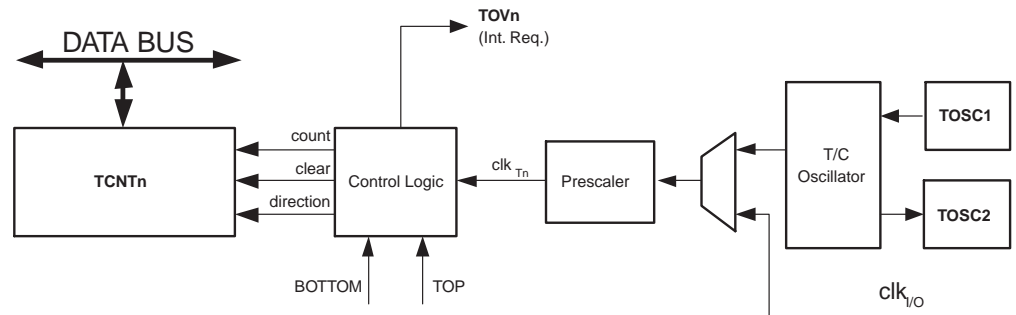 TOVn
(Int. Req.)
DATA BUS
TCNTn
count
clear
direction
Control Logic
clk Tn
Prescaler
T/C
Oscillator
TOSC1
TOSC2
BOTTOM
TOP
clk I/O